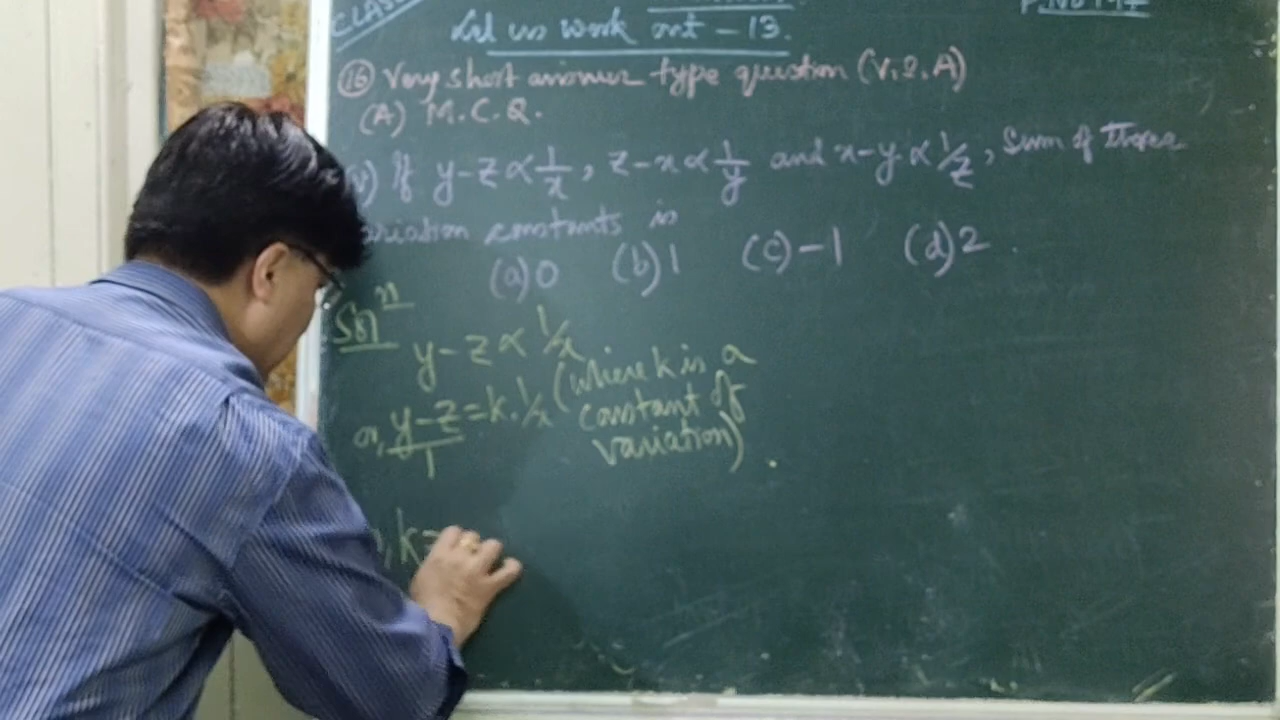 CLASS
Let us work out – 13.
(16) Very short answer type question (V.S.A)
(A) M.C.Q.
(v) If y-z ∝ 1/x, z-x ∝ 1/y and x-y ∝ 1/z, Sum of three
variation constants is
(a) 0 (b) 1 (c) -1 (d) 2
Solⁿ
y-z ∝ 1/x
or, y-z/1 = k.1/x (where k is a
constant of
variation)
, k=